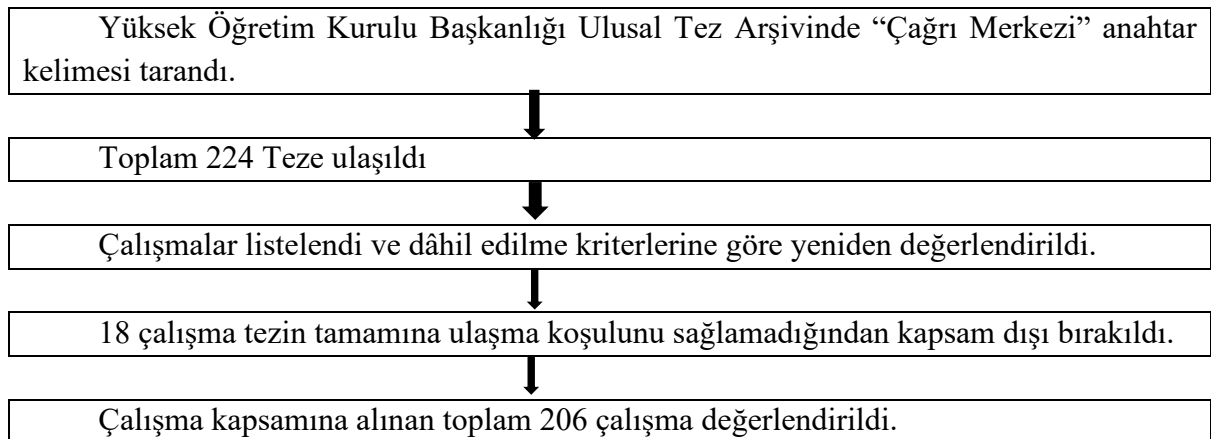 Yüksek Öğretim Kurulu Başkanlığı Ulusal Tez Arşivinde “Çağrı Merkezi” anahtar
kelimesi tarandı.
Toplam 224 Teze ulaşıldı
Çalışmalar listelendi ve dâhil edilme kriterlerine göre yeniden değerlendirildi.
18 çalışma tezin tamamına ulaşma koşulunu sağlamadığından kapsam dışı bırakıldı.
Çalışma kapsamına alınan toplam 206 çalışma değerlendirildi.